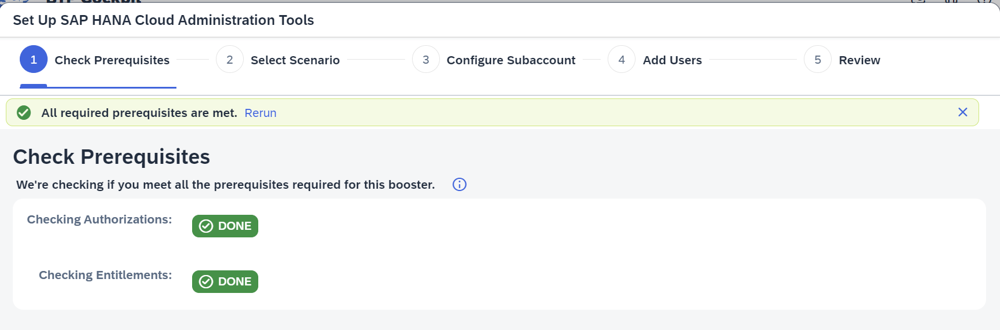 BTP Cockpit
Set Up SAP HANA Cloud Administration Tools
1 Check Prerequisites 2 Select Scenario 3 Configure Subaccount 4 Add Users 5 Review
All required prerequisites are met. Rerun
Check Prerequisites
We're checking if you meet all the prerequisites required for this booster.
Checking Authorizations: DONE
Checking Entitlements: DONE